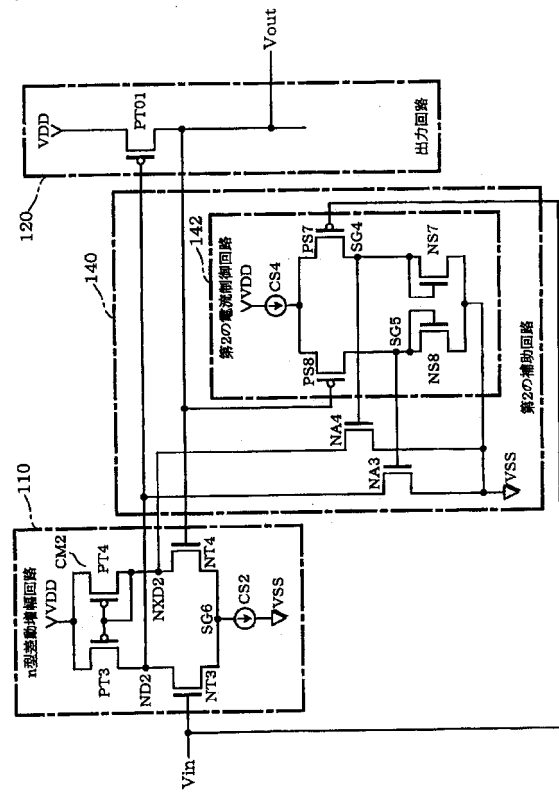 110
n型差動増幅回路
VDD
CM2
PT3
PT4
ND2
NXD2
NT3
NT4
SG6
CS2
VSS
Vin
140
142
第2の電流制御回路
VDD
CS4
PS8
PS7
SG4
SG5
NS8
NS7
NA4
NA3
VSS
第2の補助回路
120
VDD
PT01
Vout
出力回路